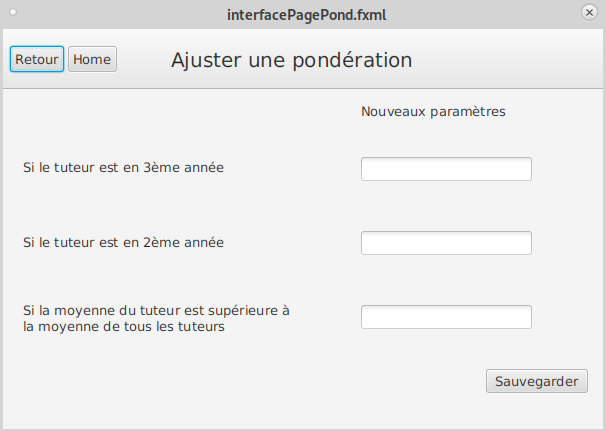 interfacePagePond.fxml
Retour Home Ajuster une pondération
Nouveaux paramètres
Si le tuteur est en 3ème année
Si le tuteur est en 2ème année
Si la moyenne du tuteur est supérieure à
la moyenne de tous les tuteurs
Sauvegarder